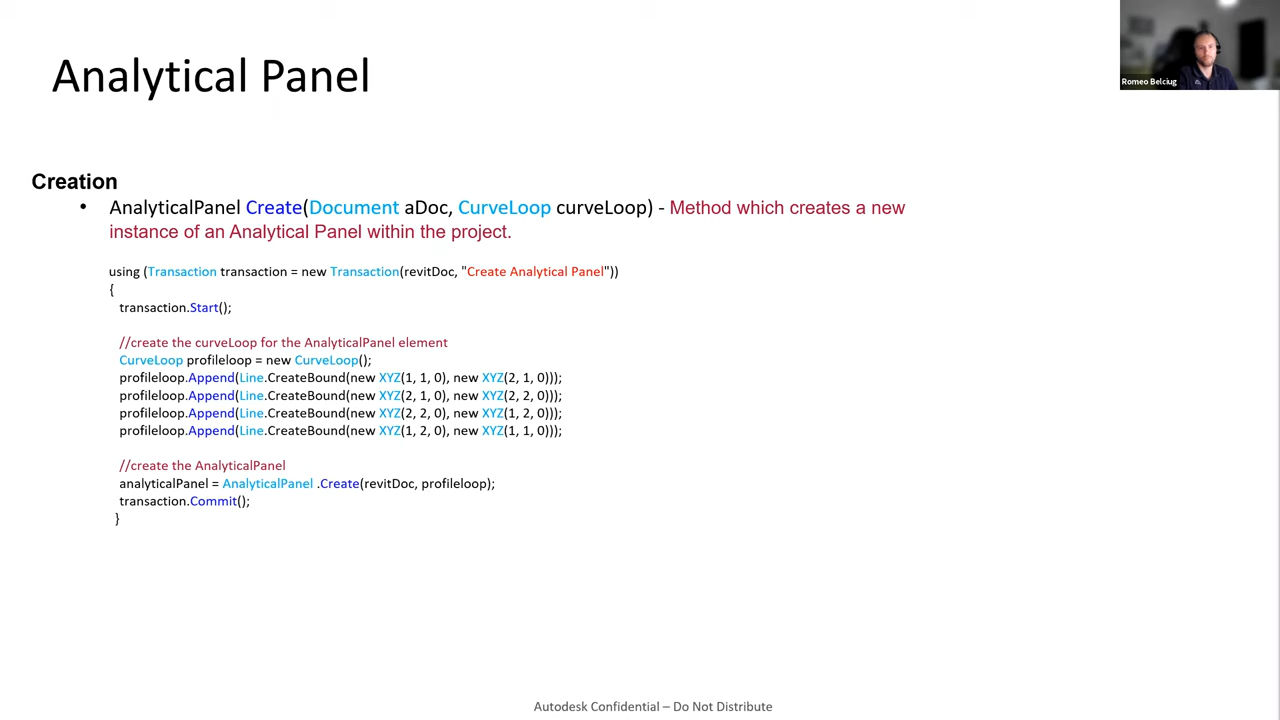 Analytical Panel
Romeo Belciug
Creation
• AnalyticalPanel Create(Document aDoc, CurveLoop curveLoop) - Method which creates a new
instance of an Analytical Panel within the project.
using (Transaction transaction = new Transaction(revitDoc, "Create Analytical Panel"))
{
transaction.Start();
//create the curveLoop for the AnalyticalPanel element
CurveLoop profileloop = new CurveLoop();
profileloop.Append(Line.CreateBound(new XYZ(1, 1, 0), new XYZ(2, 1, 0)));
profileloop.Append(Line.CreateBound(new XYZ(2, 1, 0), new XYZ(2, 2, 0)));
profileloop.Append(Line.CreateBound(new XYZ(2, 2, 0), new XYZ(1, 2, 0)));
profileloop.Append(Line.CreateBound(new XYZ(1, 2, 0), new XYZ(1, 1, 0)));
//create the AnalyticalPanel
analyticalPanel = AnalyticalPanel .Create(revitDoc, profileloop);
transaction.Commit();
}
Autodesk Confidential – Do Not Distribute